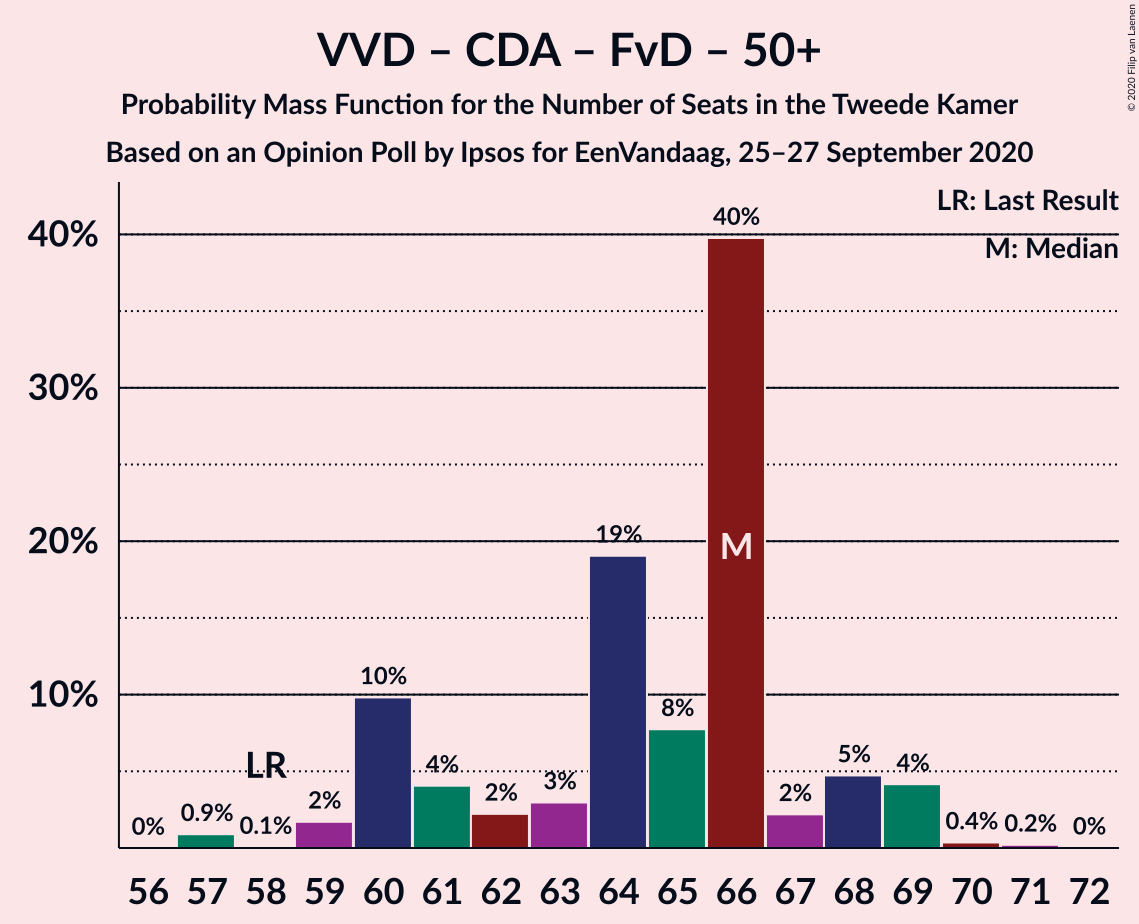 VVD – CDA – FvD – 50+
Probability Mass Function for the Number of Seats in the Tweede Kamer
Based on an Opinion Poll by Ipsos for EenVandaag, 25–27 September 2020
© 2020 Filip van Laenen
LR: Last Result
M: Median
40%
30%
20%
10%
0%
0.9%
0.1%
LR
2%
10%
4%
2%
3%
19%
8%
40%
M
2%
5%
4%
0.4%
0.2%
0%
56 57 58 59 60 61 62 63 64 65 66 67 68 69 70 71 72